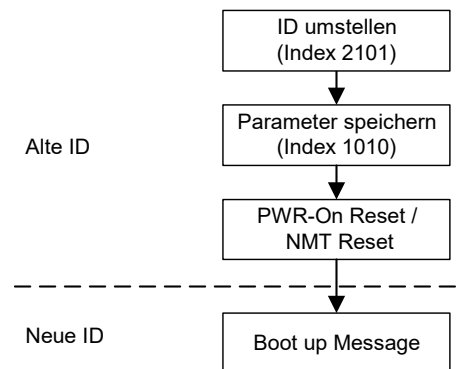 ID umstellen
(Index 2101)
Alte ID
Parameter speichern
(Index 1010)
PWR-On Reset /
NMT Reset
Neue ID
Boot up Message